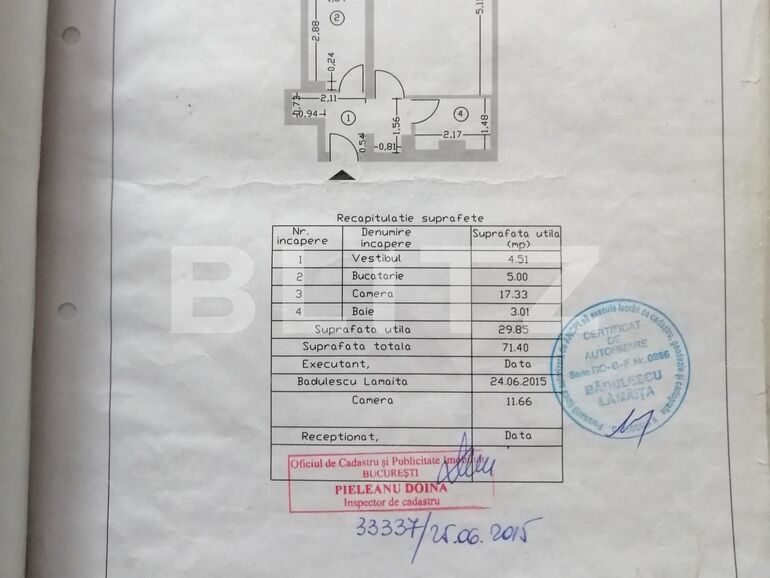 2
2,88
0,24
5,15
0,73
2,11
0,94
1
1,56
4
1,48
2,17
0,54
0,81
Recapitulatie suprafete
Nr. incapere Denumire incapere Suprafata utila (mp)
1 Vestibul 4.51
2 Bucatarie 5.00
3 Camera 17.33
4 Baie 3.01
Suprafata utila 29.85
Suprafata totala 71.40
Executant, Data
Badulescu Lamaita 24.06.2015
Camera 11.66
Receptionat, Data
BLITZ
CERTIFICAT
DE
AUTORIZARE
BĂDULESCU
LĂMÂIȚA
Oficiul de Cadastru și Publicitate Imobiliară
BUCUREȘTI
PIELEANU DOINA
Inspector de cadastru
33337/25.06.2015